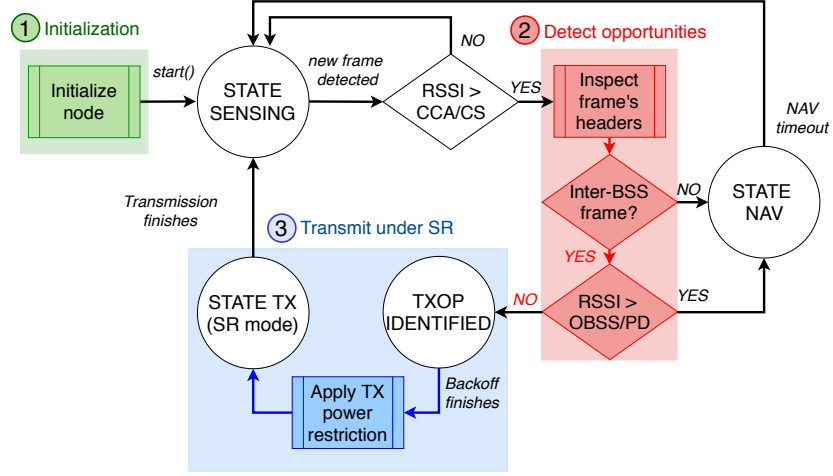 1 Initialization
Initialize
node
start()
STATE
SENSING
new frame
detected
NO
RSSI >
CCA/CS
YES
2 Detect opportunities
Inspect
frame's
headers
NAV
timeout
Inter-BSS
frame?
NO
STATE
NAV
YES
RSSI >
OBSS/PD
YES
NO
Transmission
finishes
3 Transmit under SR
STATE TX
(SR mode)
TXOP
IDENTIFIED
Backoff
finishes
Apply TX
power
restriction